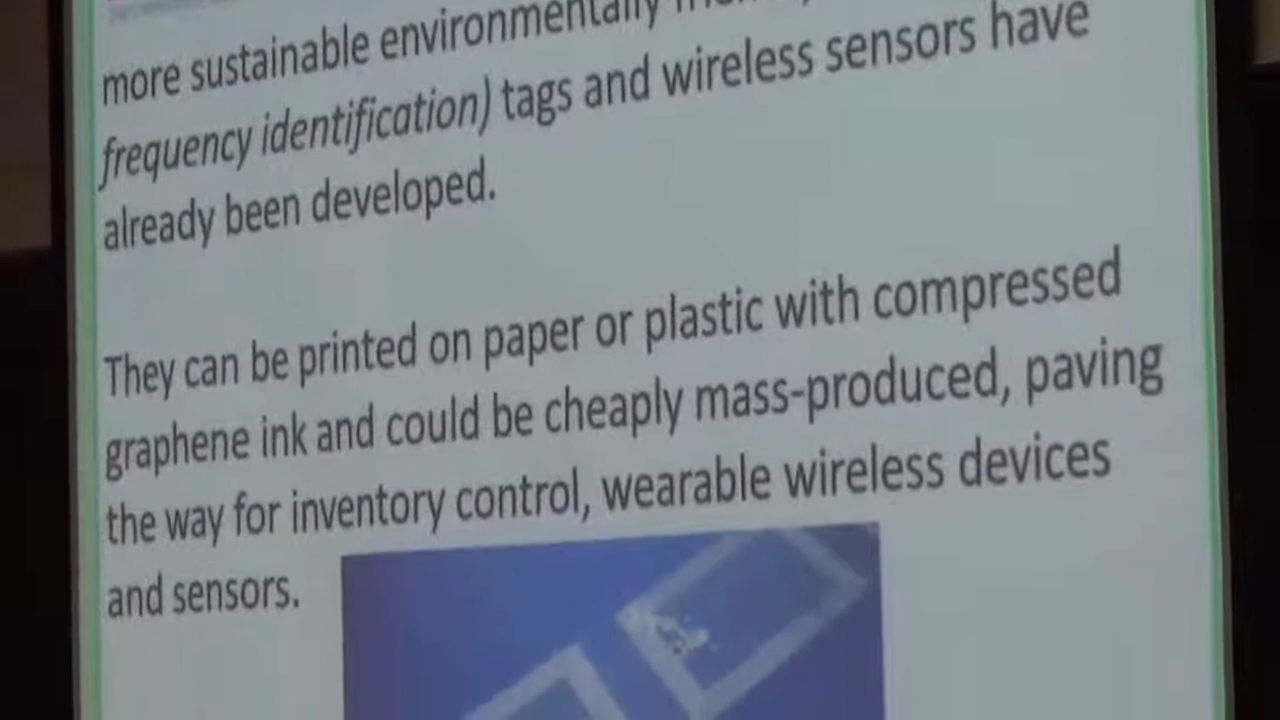 more sustainable environmentally
frequency identification) tags and wireless sensors have
already been developed.
They can be printed on paper or plastic with compressed
graphene ink and could be cheaply mass-produced, paving
the way for inventory control, wearable wireless devices
and sensors.